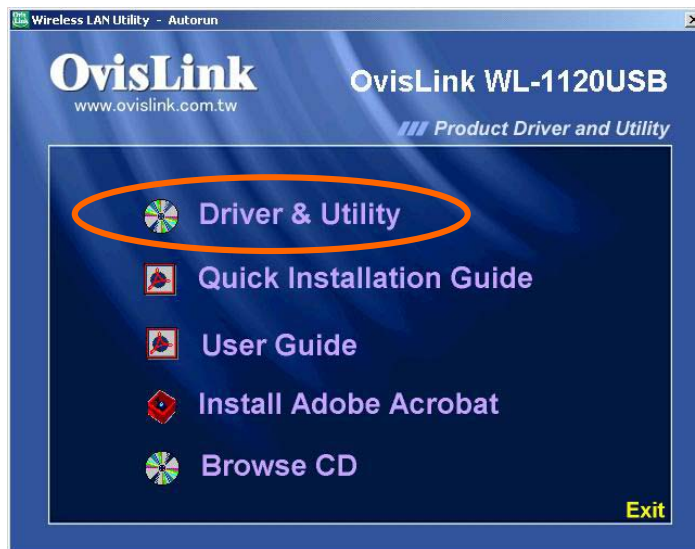 Wireless LAN Utility - Autorun
OvisLink
www.ovislink.com.tw
OvisLink WL-1120USB
Product Driver and Utility
Driver & Utility
Quick Installation Guide
User Guide
Install Adobe Acrobat
Browse CD
Exit